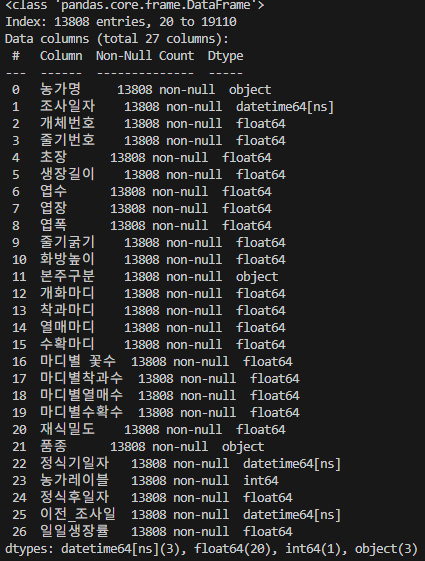 <class 'pandas.core.frame.DataFrame'>
Index: 13808 entries, 20 to 19110
Data columns (total 27 columns):
 #   Column  Non-Null Count  Dtype
---  ------  --------------  -----
 0   농가명     13808 non-null  object
 1   조사일자    13808 non-null  datetime64[ns]
 2   개체번호    13808 non-null  float64
 3   줄기번호    13808 non-null  float64
 4   초장      13808 non-null  float64
 5   생장길이    13808 non-null  float64
 6   엽수      13808 non-null  float64
 7   엽장      13808 non-null  float64
 8   엽폭      13808 non-null  float64
 9   줄기굵기    13808 non-null  float64
 10  화방높이    13808 non-null  float64
 11  본주구분    13808 non-null  object
 12  개화마디    13808 non-null  float64
 13  착과마디    13808 non-null  float64
 14  열매마디    13808 non-null  float64
 15  수확마디    13808 non-null  float64
 16  마디별 꽃수  13808 non-null  float64
 17  마디별착과수  13808 non-null  float64
 18  마디별열매수  13808 non-null  float64
 19  마디별수확수  13808 non-null  float64
 20  재식밀도    13808 non-null  float64
 21  품종      13808 non-null  object
 22  정식기일자   13808 non-null  datetime64[ns]
 23  농가레이블   13808 non-null  int64
 24  정식후일자   13808 non-null  float64
 25  이전_조사일  13808 non-null  datetime64[ns]
 26  일일생장률   13808 non-null  float64
dtypes: datetime64[ns](3), float64(20), int64(1), object(3)